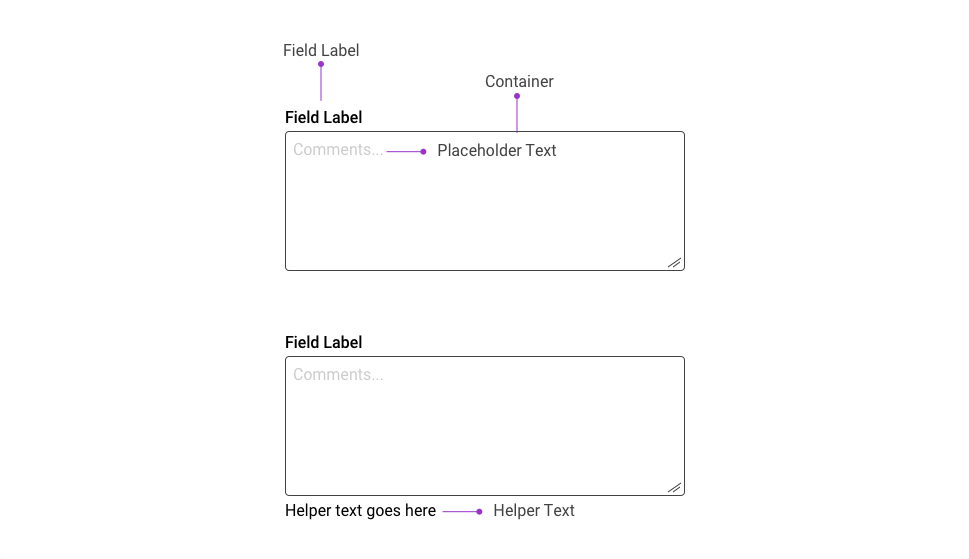 Field Label
Container
Field Label
Comments... Placeholder Text
Field Label
Comments...
Helper text goes here Helper Text